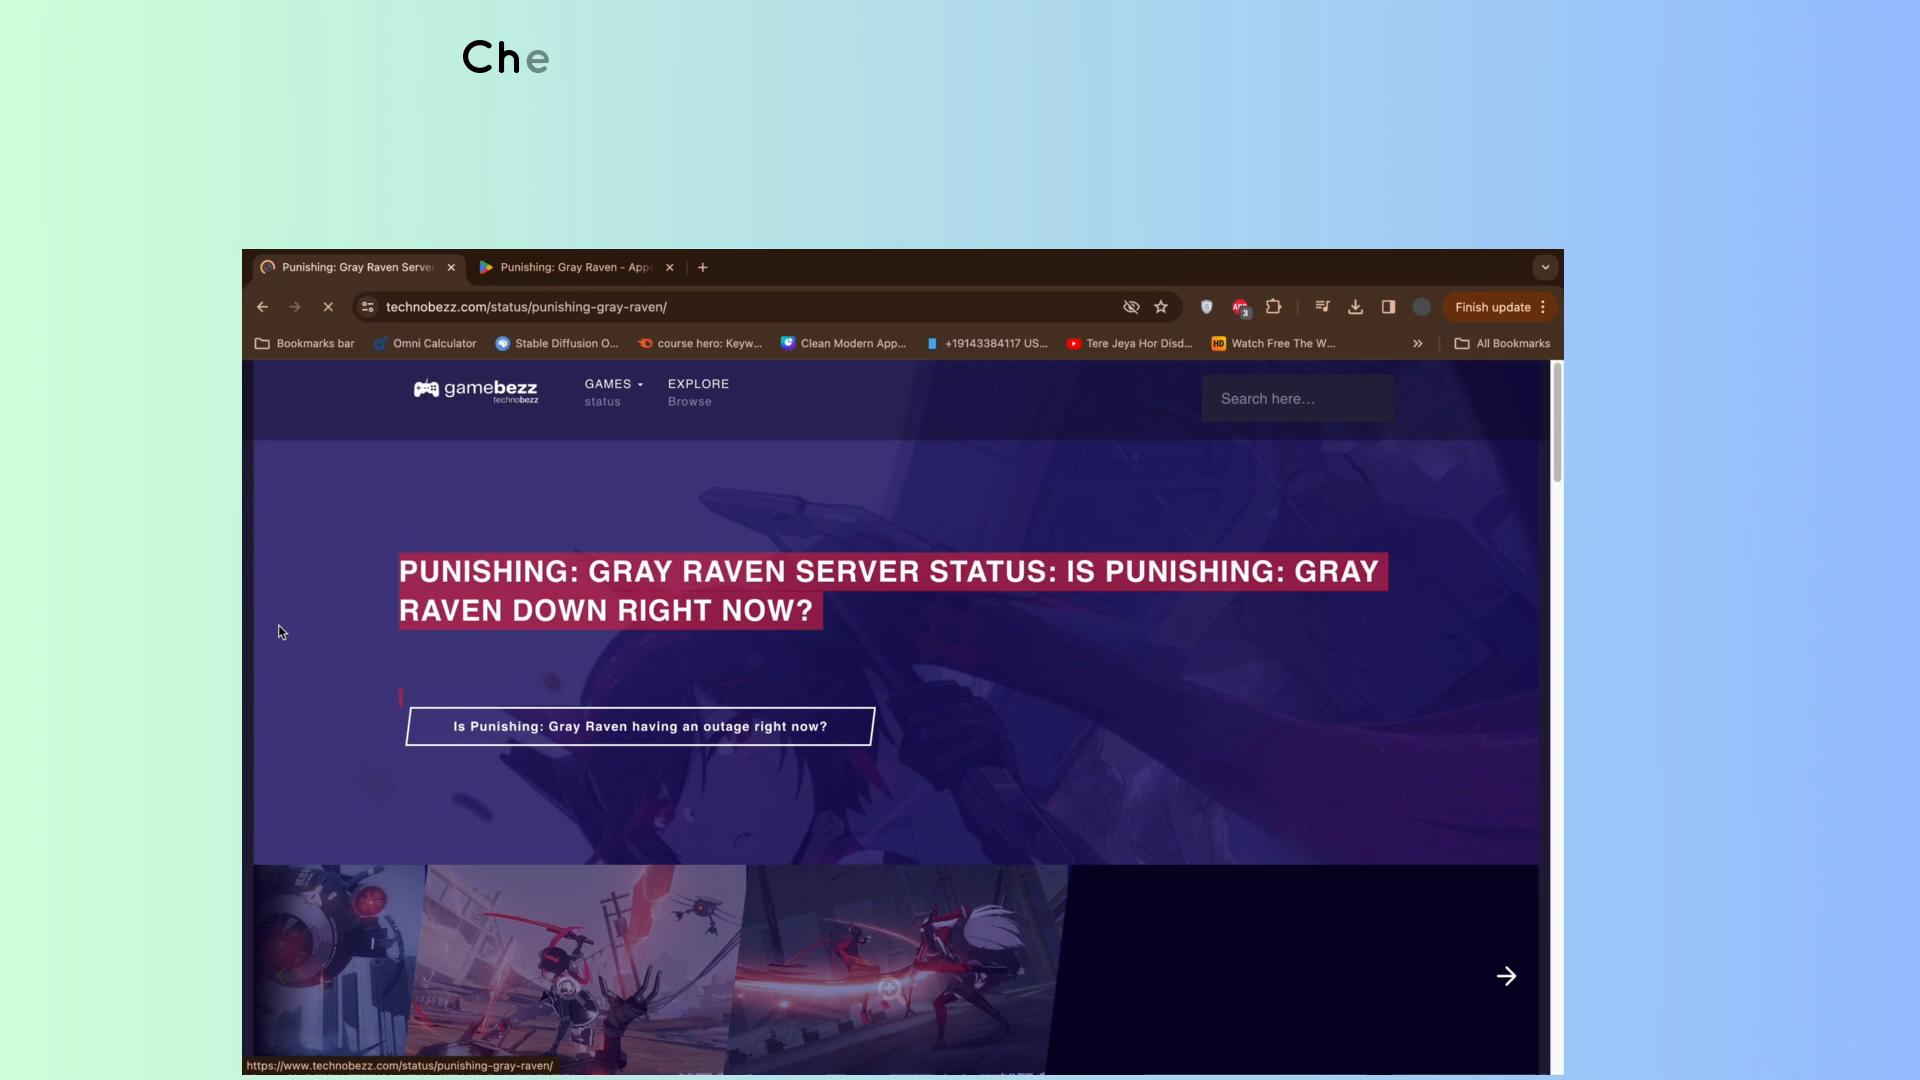 Che
Punishing: Gray Raven Server
Punishing: Gray Raven - Apps
technobezz.com/status/punishing-gray-raven/
3
Finish update
Bookmarks bar
Omni Calculator
Stable Diffusion O...
course hero: Keyw...
Clean Modern App...
+19143384117 US...
Tere Jeya Hor Disd...
HD
Watch Free The W...
All Bookmarks
gamebezz
technobezz
GAMES
status
EXPLORE
Browse
Search here...
PUNISHING: GRAY RAVEN SERVER STATUS: IS PUNISHING: GRAY
RAVEN DOWN RIGHT NOW?
Is Punishing: Gray Raven having an outage right now?
https://www.technobezz.com/status/punishing-gray-raven/